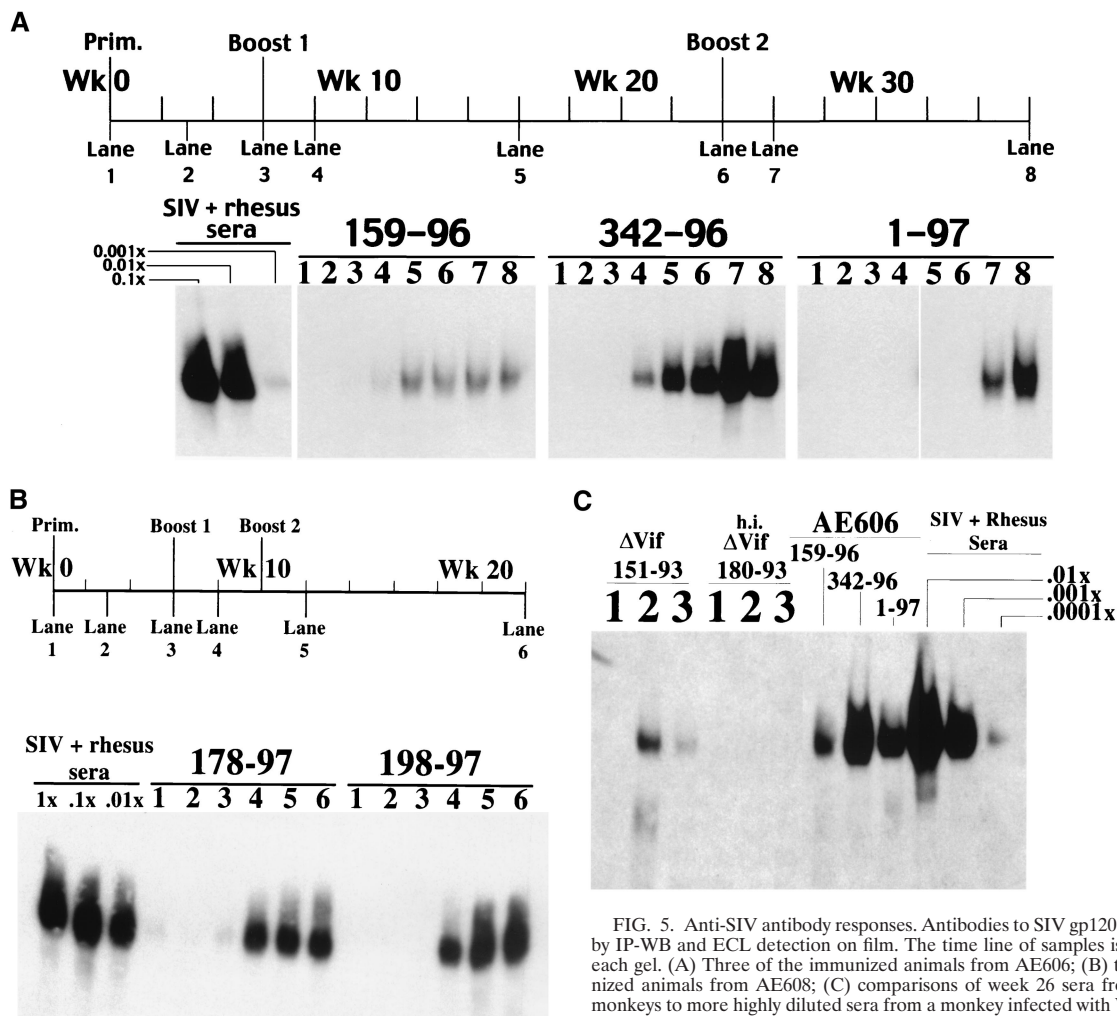 A
Prim. Boost 1 Boost 2
Wk 0 Wk 10 Wk 20 Wk 30
Lane Lane Lane Lane Lane Lane Lane Lane
1 2 3 4 5 6 7 8
SIV + rhesus
sera
159–96 342–96 1–97
0.001x
0.01x
0.1x
1 2 3 4 5 6 7 8 1 2 3 4 5 6 7 8 1 2 3 4 5 6 7 8
B
Prim. Boost 1 Boost 2
Wk 0 Wk 10 Wk 20
Lane Lane Lane Lane Lane Lane
1 2 3 4 5 6
SIV + rhesus
sera
178-97 198-97
1x .1x .01x 1 2 3 4 5 6 1 2 3 4 5 6
C
ΔVif
151-93
h.i.
ΔVif
180-93
AE606
159-96
342-96
1-97
SIV + Rhesus
Sera
.01x
.001x
.0001x
1 2 3 1 2 3
FIG. 5. Anti-SIV antibody responses. Antibodies to SIV gp120
by IP-WB and ECL detection on film. The time line of samples is
each gel. (A) Three of the immunized animals from AE606; (B) t
nized animals from AE608; (C) comparisons of week 26 sera fro
monkeys to more highly diluted sera from a monkey infected with